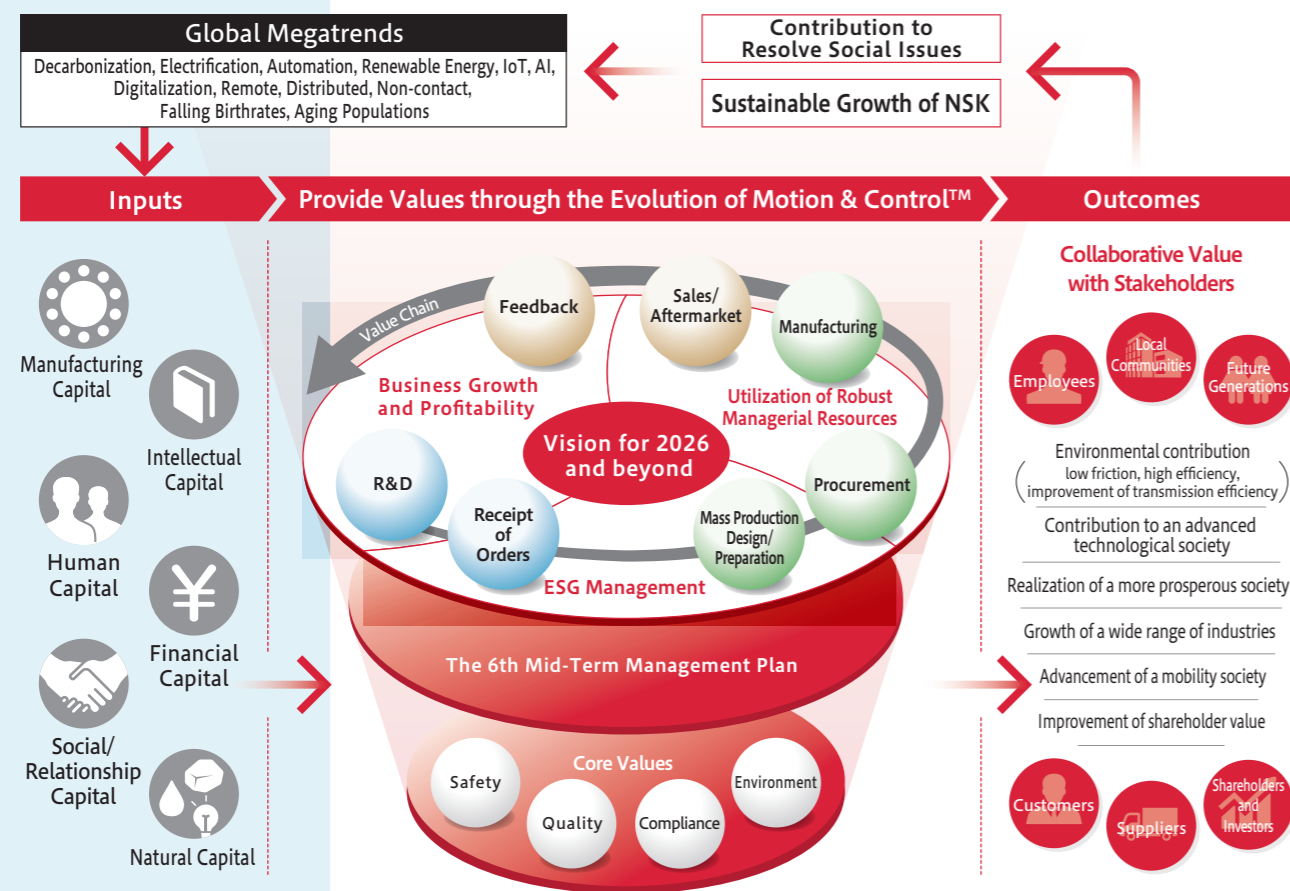 Global Megatrends
Decarbonization, Electrification, Automation, Renewable Energy, IoT, AI,
Digitalization, Remote, Distributed, Non-contact,
Falling Birthrates, Aging Populations
Contribution to
Resolve Social Issues
Sustainable Growth of NSK
Inputs
Provide Values through the Evolution of Motion & Control™
Outcomes
Manufacturing
Capital
Intellectual
Capital
Human
Capital
Financial
Capital
Social/
Relationship
Capital
Natural Capital
Value Chain
Feedback
Sales/
Aftermarket
Manufacturing
Business Growth
and Profitability
Utilization of Robust
Managerial Resources
Vision for 2026
and beyond
R&D
Receipt
of
Orders
Mass Production
Design/
Preparation
Procurement
ESG Management
The 6th Mid-Term Management Plan
Core Values
Safety
Quality
Compliance
Environment
Collaborative Value
with Stakeholders
Employees
Local
Communities
Future
Generations
Environmental contribution
(low friction, high efficiency,
improvement of transmission efficiency)
Contribution to an advanced
technological society
Realization of a more prosperous society
Growth of a wide range of industries
Advancement of a mobility society
Improvement of shareholder value
Customers
Suppliers
Shareholders
and
Investors